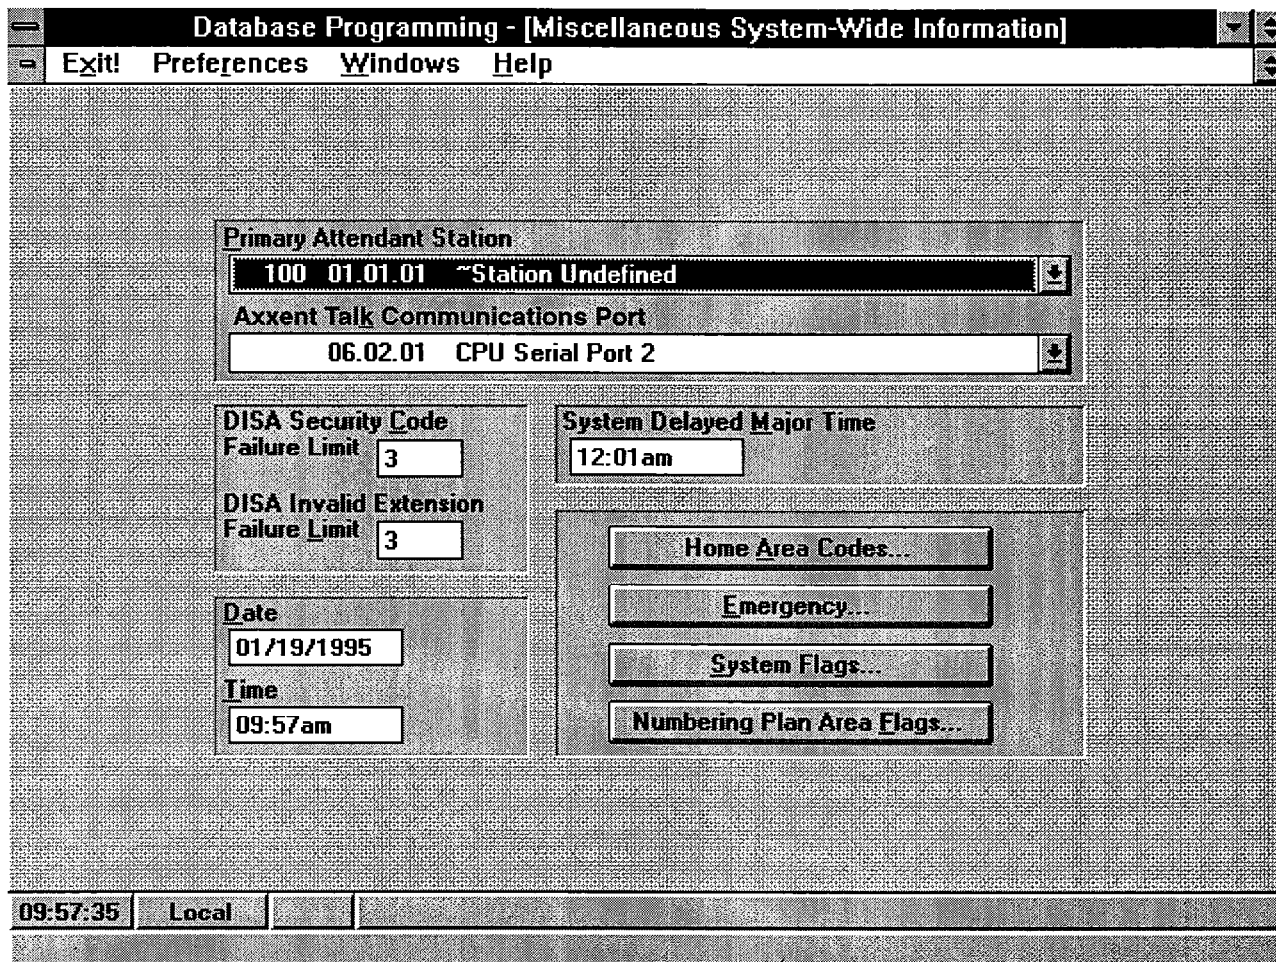 Database Programming - [Miscellaneous System-Wide Information]
Exit! Preferences Windows Help
Primary Attendant Station
100 01.01.01 ~Station Undefined
Axxent Talk Communications Port
06.02.01 CPU Serial Port 2
DISA Security Code
Failure Limit 3
DISA Invalid Extension
Failure Limit 3
System Delayed Major Time
12:01am
Date
01/19/1995
Time
09:57am
Home Area Codes...
Emergency...
System Flags...
Numbering Plan Area Flags...
09:57:35 Local